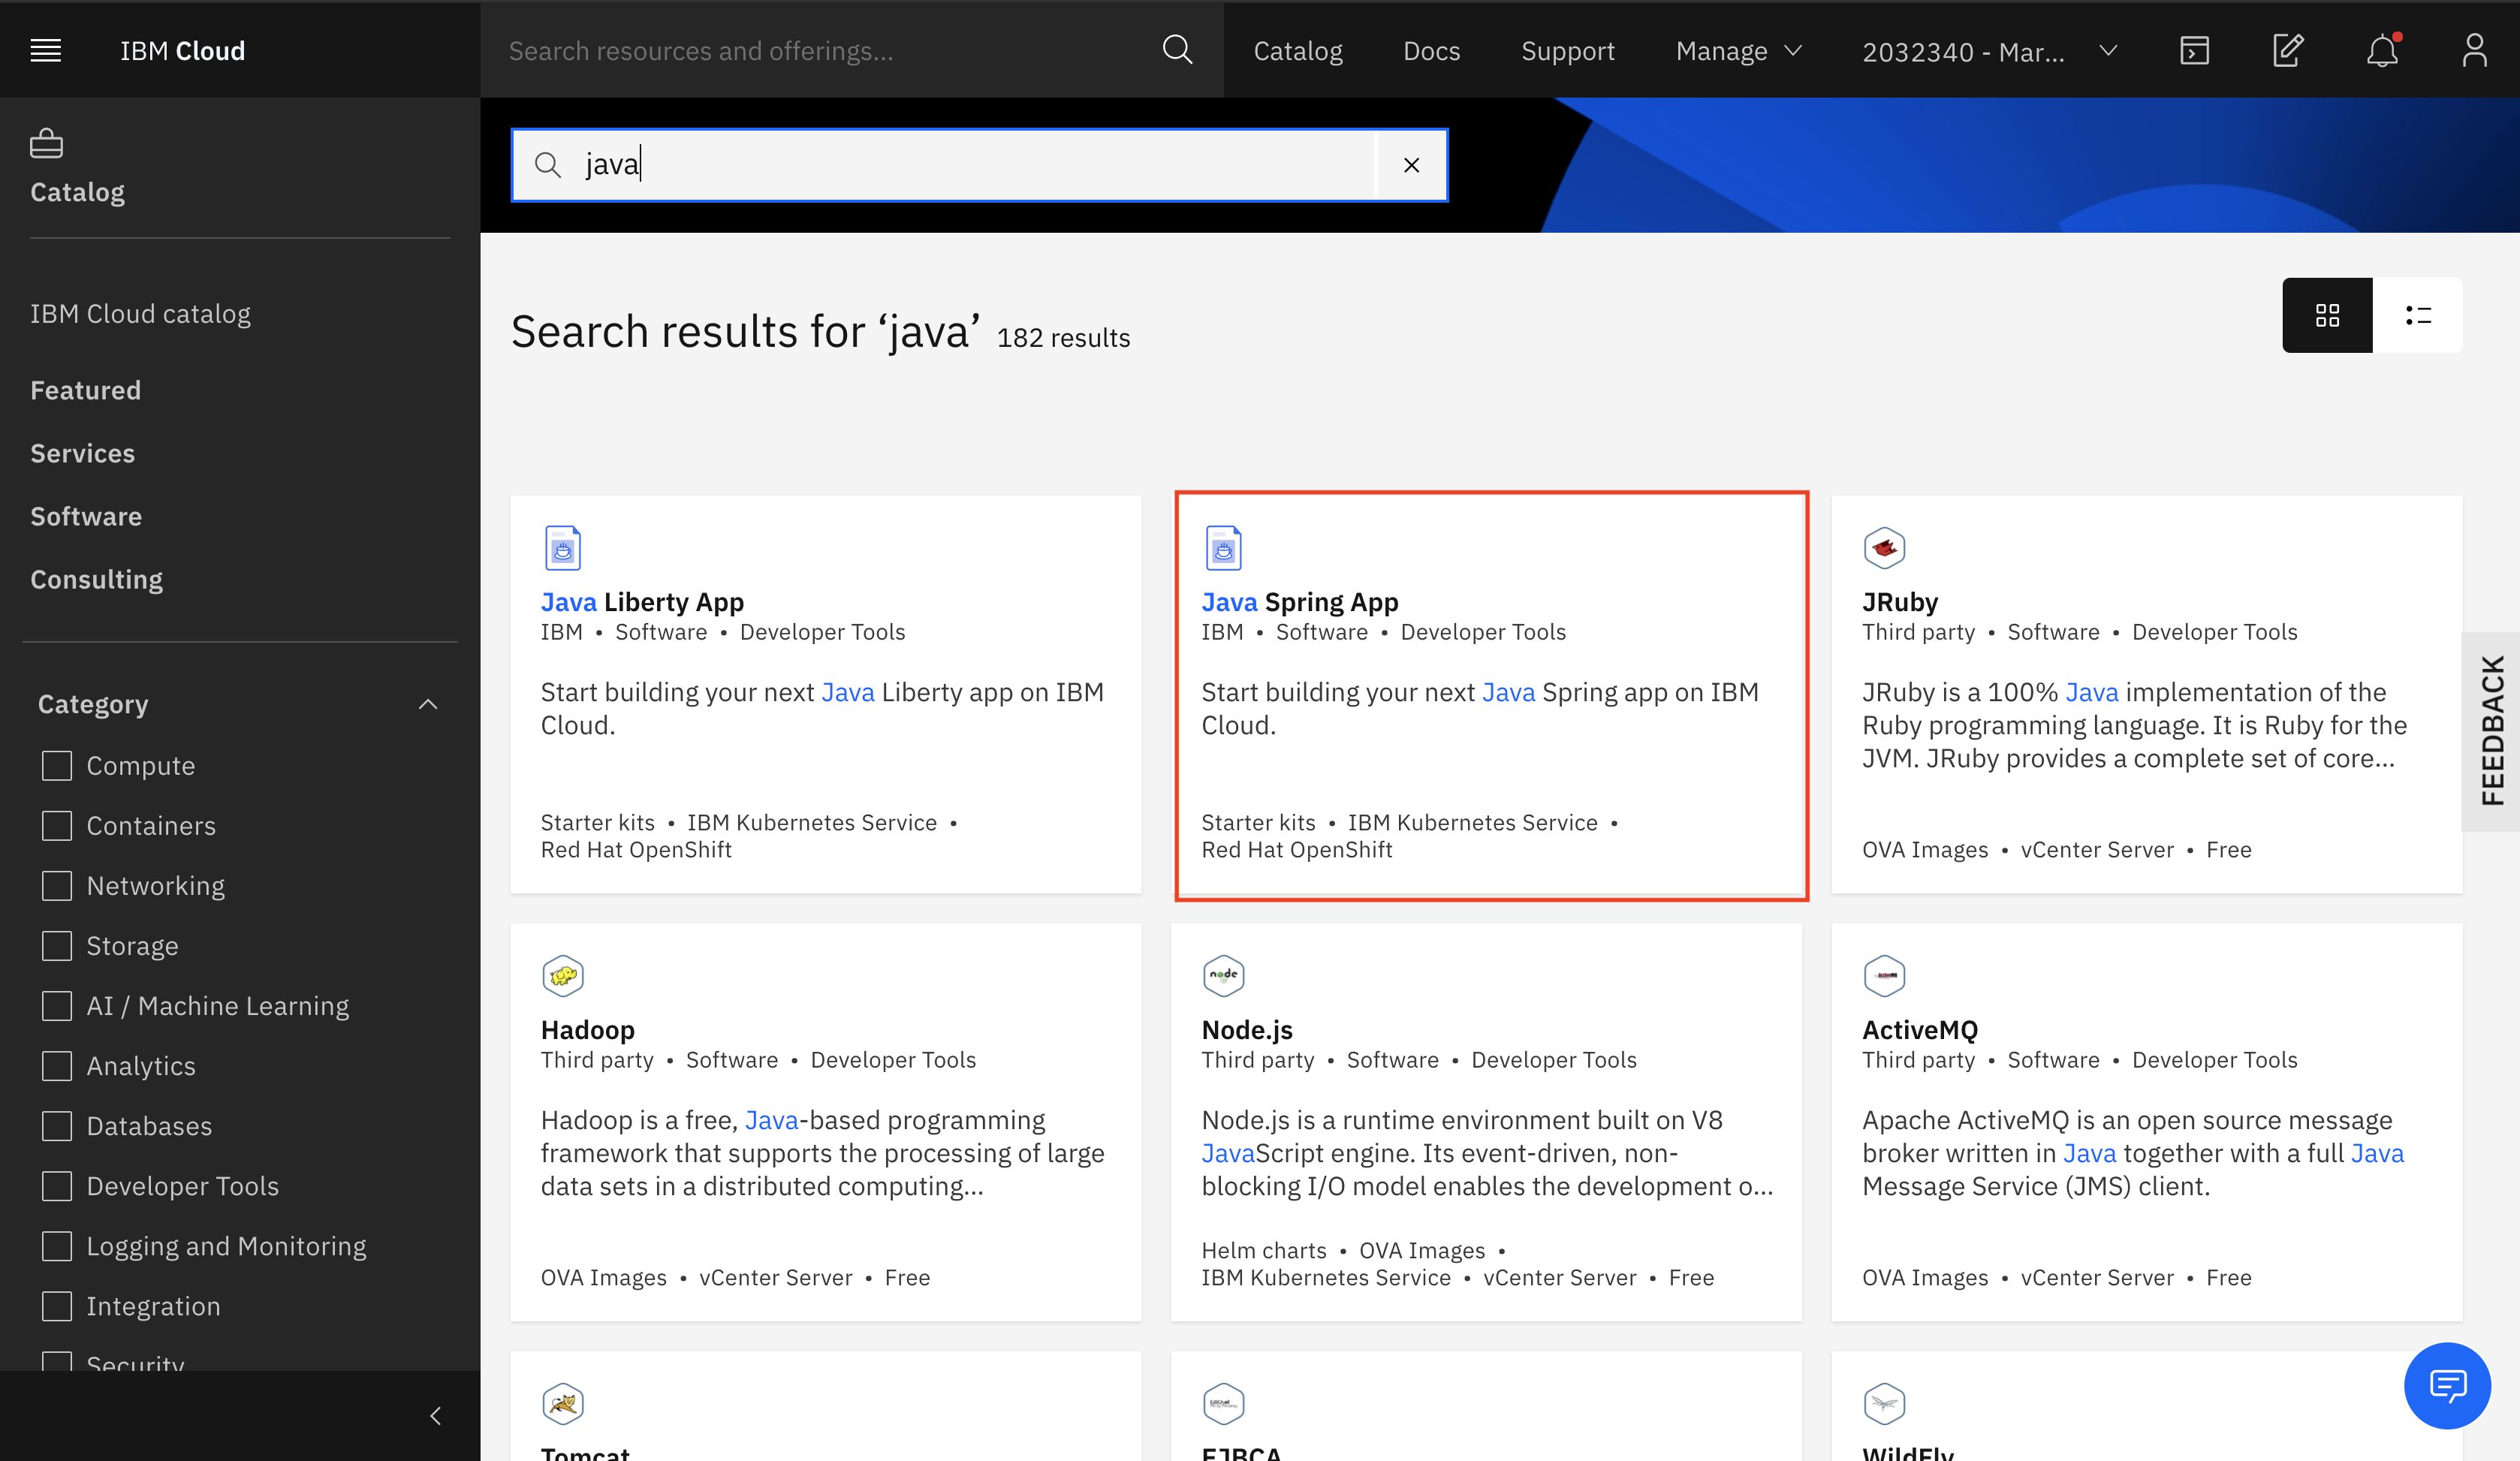 IBM Cloud
Search resources and offerings...
Catalog
Docs
Support
Manage
2032340 - Mar...
Catalog
IBM Cloud catalog
Featured
Services
Software
Consulting
Category
Compute
Containers
Networking
Storage
AI / Machine Learning
Analytics
Databases
Developer Tools
Logging and Monitoring
Integration
Security
java
Search results for ‘java’ 182 results
Java Liberty App
IBM • Software • Developer Tools
Start building your next Java Liberty app on IBM
Cloud.
Starter kits • IBM Kubernetes Service •
Red Hat OpenShift
Java Spring App
IBM • Software • Developer Tools
Start building your next Java Spring app on IBM
Cloud.
Starter kits • IBM Kubernetes Service •
Red Hat OpenShift
JRuby
Third party • Software • Developer Tools
JRuby is a 100% Java implementation of the
Ruby programming language. It is Ruby for the
JVM. JRuby provides a complete set of core...
OVA Images • vCenter Server • Free
Hadoop
Third party • Software • Developer Tools
Hadoop is a free, Java-based programming
framework that supports the processing of large
data sets in a distributed computing...
OVA Images • vCenter Server • Free
node
Node.js
Third party • Software • Developer Tools
Node.js is a runtime environment built on V8
JavaScript engine. Its event-driven, non-
blocking I/O model enables the development o...
Helm charts • OVA Images •
IBM Kubernetes Service • vCenter Server • Free
ActiveMQ
Third party • Software • Developer Tools
Apache ActiveMQ is an open source message
broker written in Java together with a full Java
Message Service (JMS) client.
OVA Images • vCenter Server • Free
Tomcat
EJBCA
WildFly
FEEDBACK